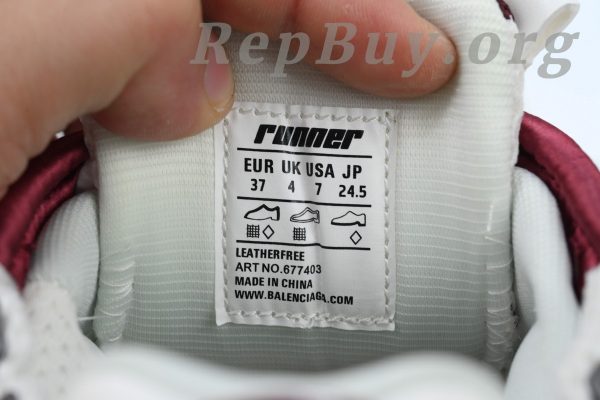 RepBuy.org
runner
EUR UK USA JP
37 4 7 24.5
LEATHERFREE
ART NO.677403
MADE IN CHINA
WWW.BALENCIAGA.COM